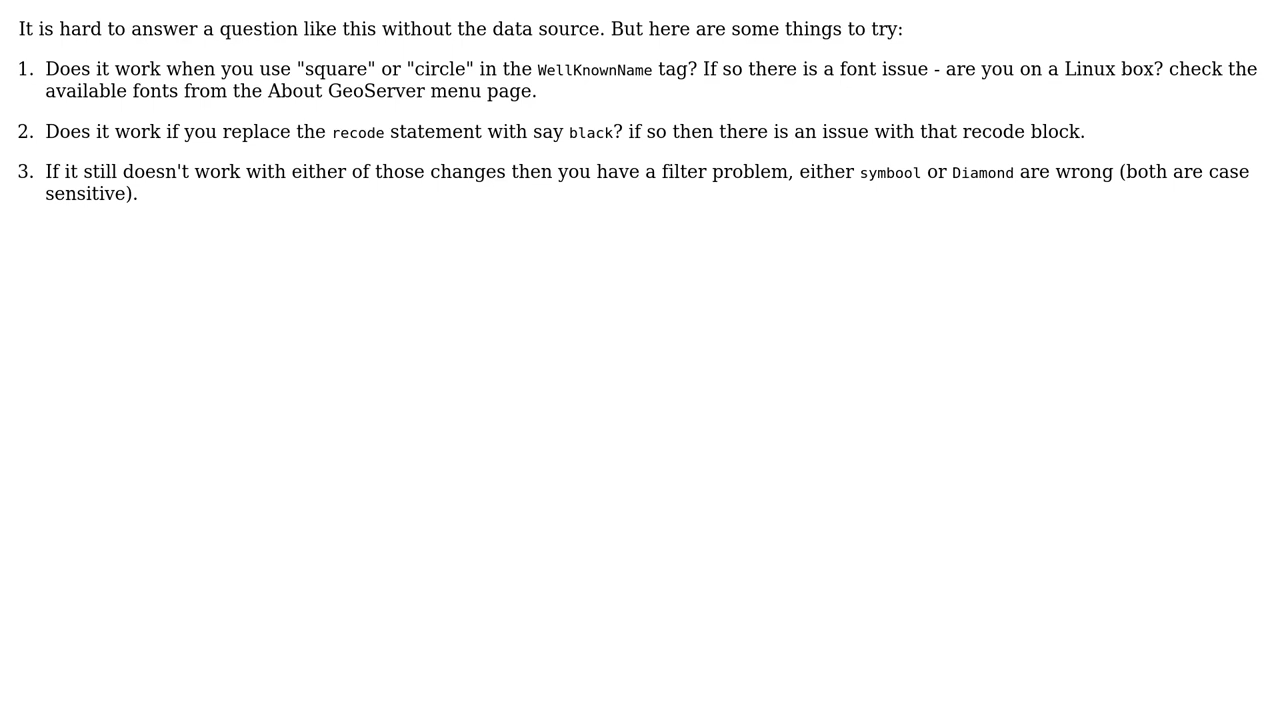 It is hard to answer a question like this without the data source. But here are some things to try:
1. Does it work when you use "square" or "circle" in the WellKnownName tag? If so there is a font issue - are you on a Linux box? check the
available fonts from the About GeoServer menu page.
2. Does it work if you replace the recode statement with say black? if so then there is an issue with that recode block.
3. If it still doesn't work with either of those changes then you have a filter problem, either symbool or Diamond are wrong (both are case
sensitive).